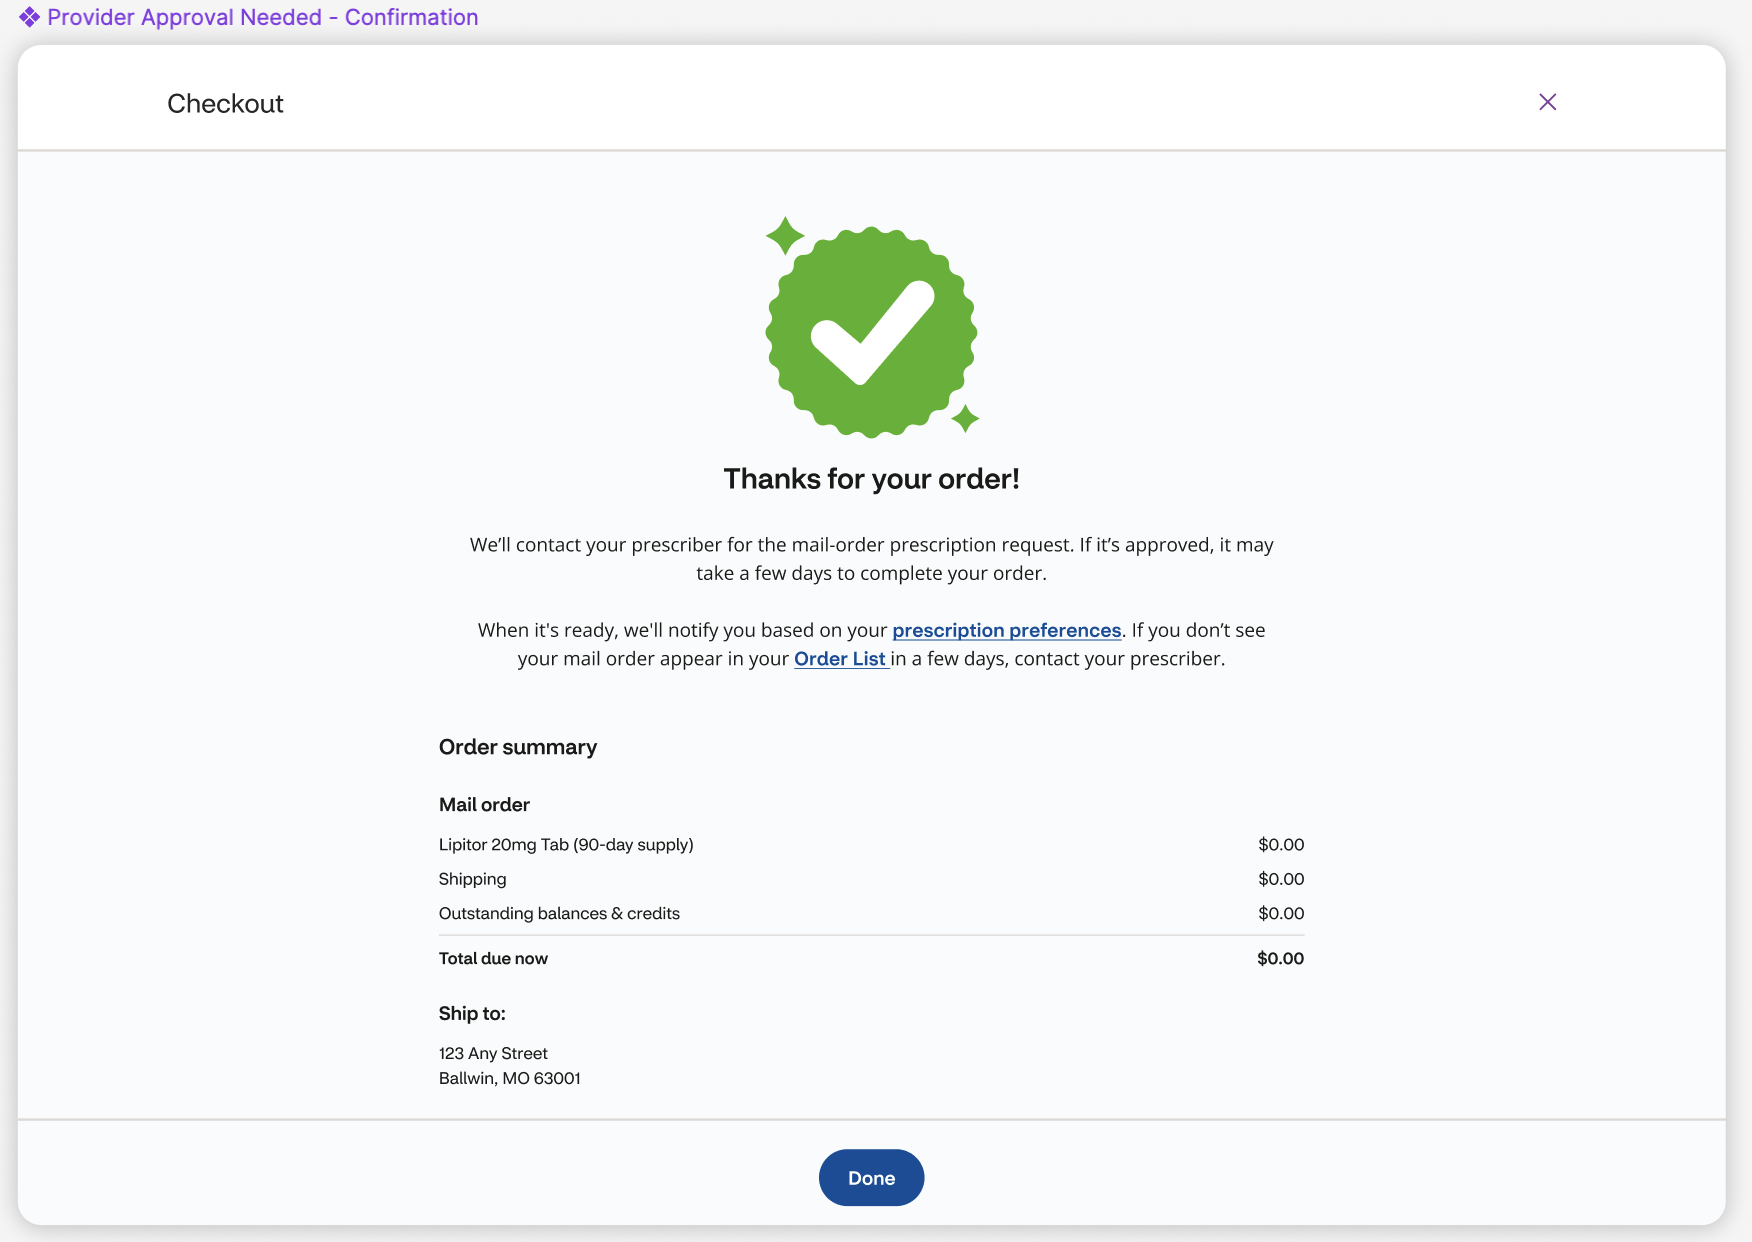 Provider Approval Needed - Confirmation
Checkout
Thanks for your order!
We’ll contact your prescriber for the mail-order prescription request. If it’s approved, it may
take a few days to complete your order.
When it's ready, we'll notify you based on your prescription preferences. If you don’t see
your mail order appear in your Order List in a few days, contact your prescriber.
Order summary
Mail order
Lipitor 20mg Tab (90-day supply) $0.00
Shipping $0.00
Outstanding balances & credits $0.00
Total due now $0.00
Ship to:
123 Any Street
Ballwin, MO 63001
Done